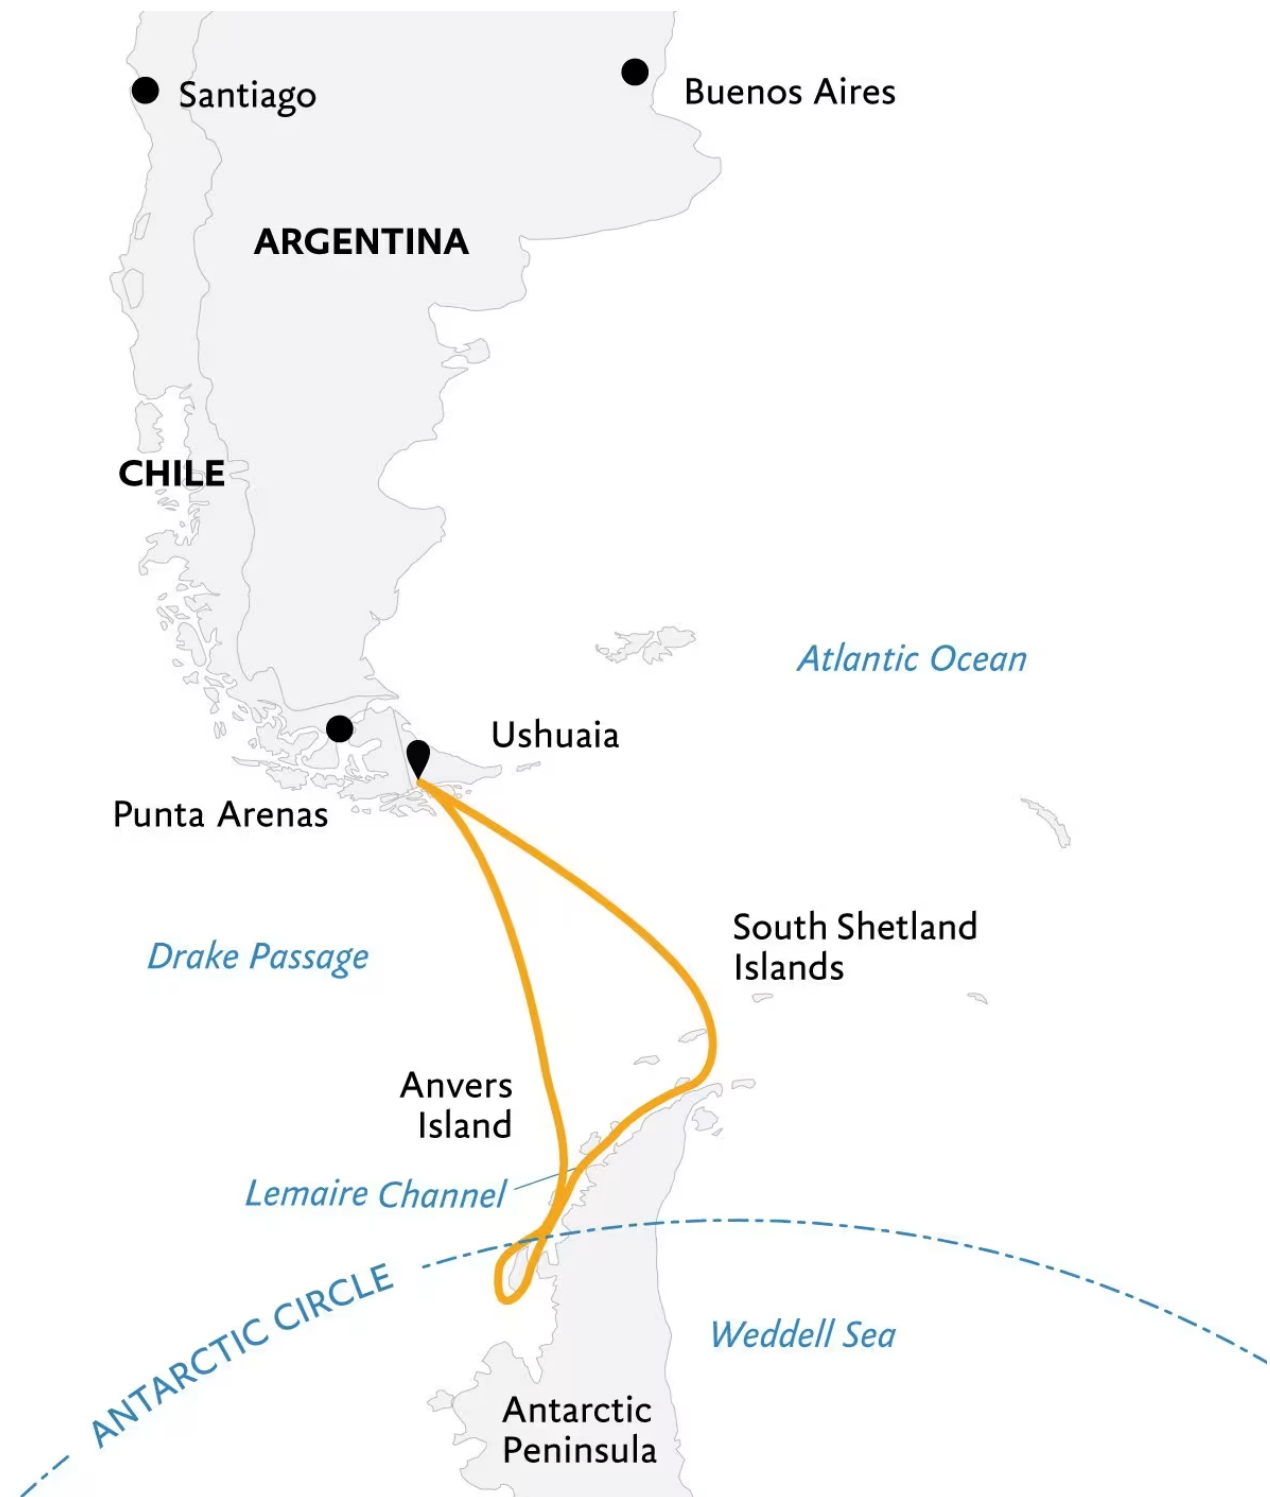 Santiago
Buenos Aires
ARGENTINA
CHILE
Atlantic Ocean
Ushuaia
Punta Arenas
South Shetland
Islands
Drake Passage
Anvers
Island
Lemaire Channel
ANTARCTIC CIRCLE
Weddell Sea
Antarctic
Peninsula